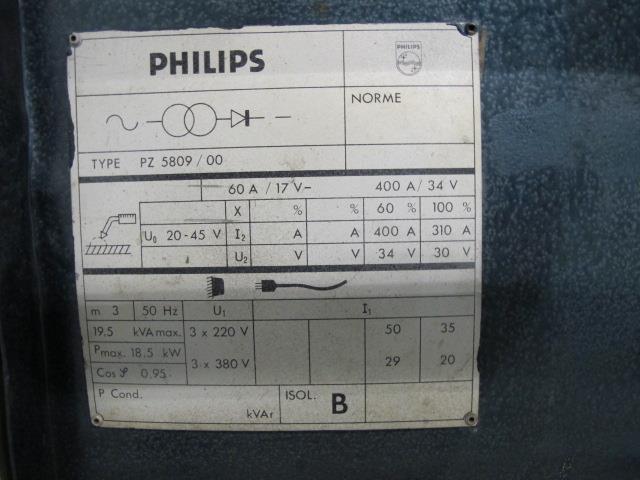 PHILIPS
PHILIPS
NORME
TYPE PZ 5809/00
60 A / 17 V- 400 A / 34 V
X % % 60 % 100 %
U₀ 20-45 V I₂ A A 400 A 310 A
U₂ V V 34 V 30 V
m 3 50 Hz U₁ I₁
19.5 kVA max. 3 x 220 V 50 35
Pmax. 18.5 kW
3 x 380 V 29 20
Cos φ 0.95
P Cond. kVAr ISOL. B